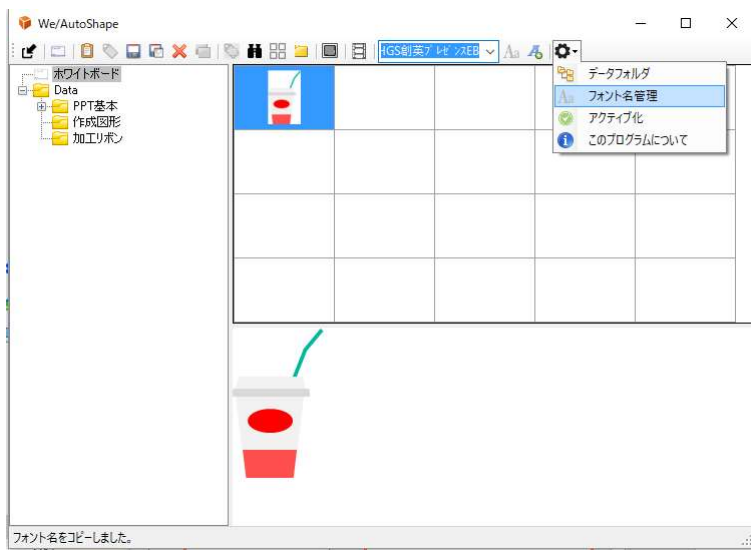 We/AutoShape
HGS創英ﾌﾟﾚｾﾞﾝｽEB
ホワイトボード
Data
PPT基本
作成図形
加工リボン
データフォルダ
フォント名管理
アクティブ化
このプログラムについて
フォント名をコピーしました。